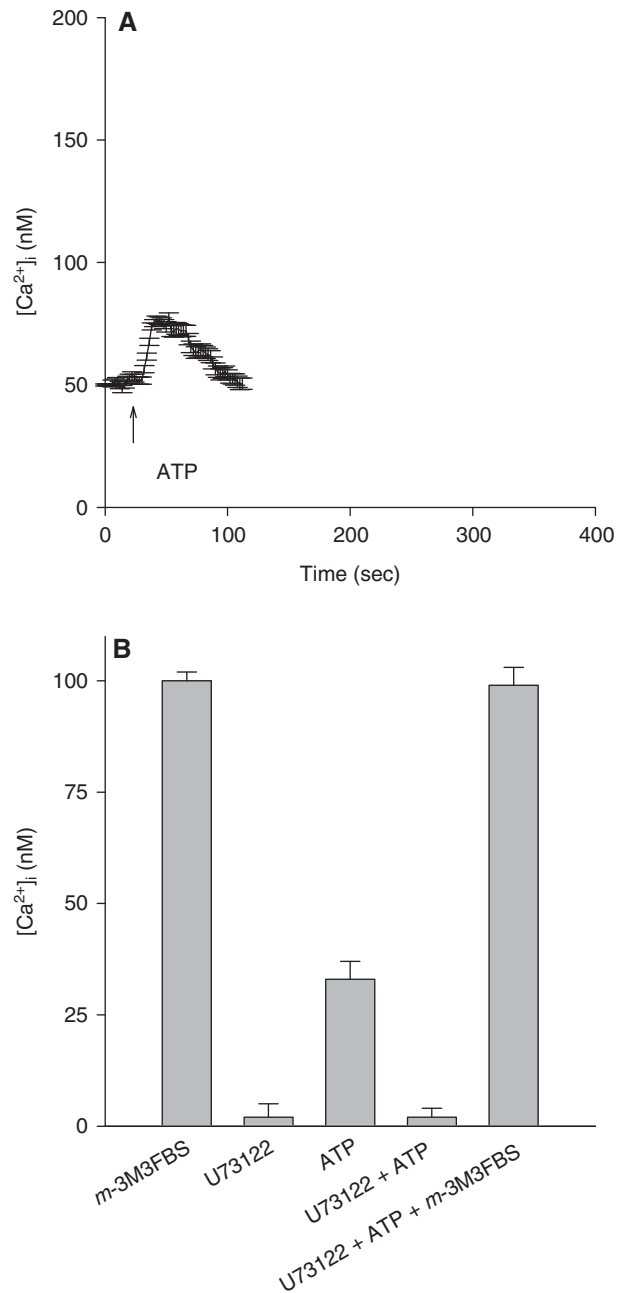 A
200
150
100
50
0
[Ca²⁺]ᵢ (nM)
ATP
0 100 200 300 400
Time (sec)
B
100
75
50
25
0
[Ca²⁺]ᵢ (nM)
m-3M3FBS
U73122
ATP
U73122 + ATP
U73122 + ATP + m-3M3FBS